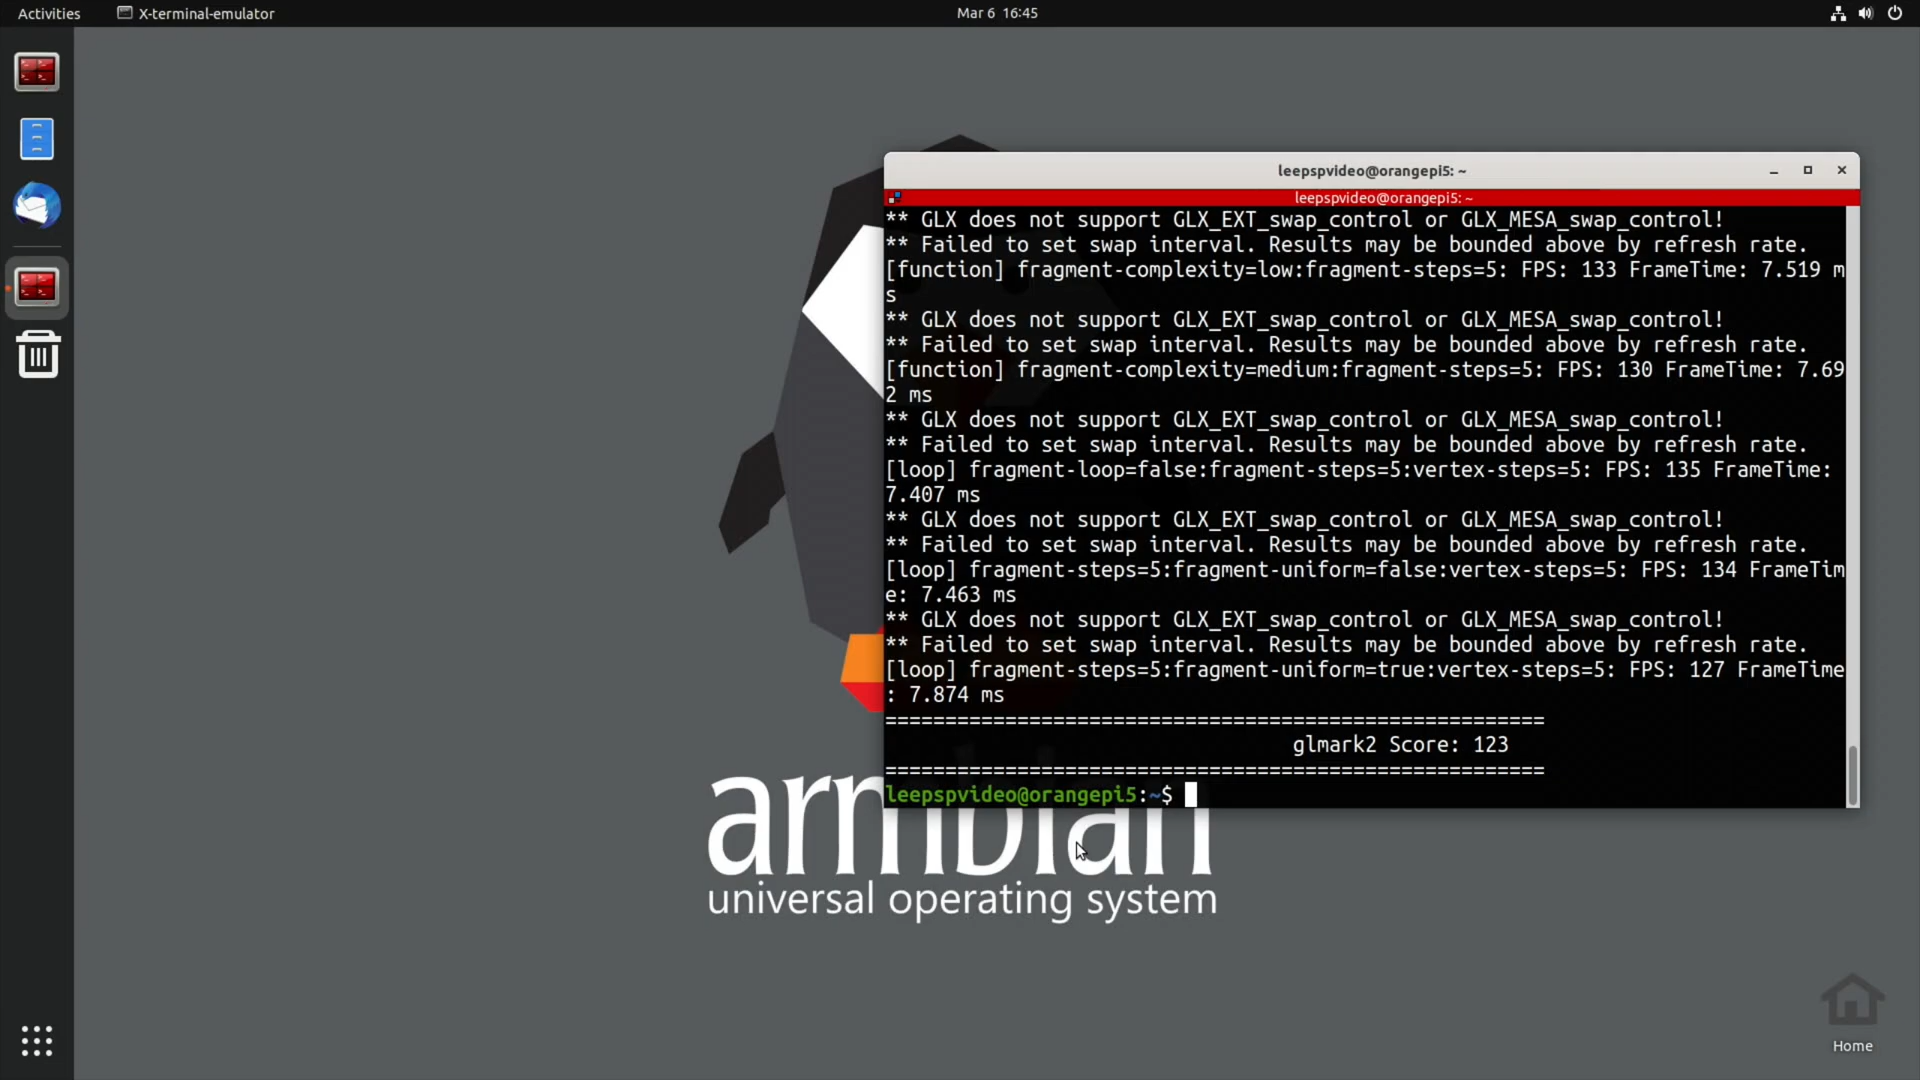 Activities
X-terminal-emulator
Mar 6 16:45
leepspvideo@orangepi5: ~
leepspvideo@orangepi5: ~
** GLX does not support GLX_EXT_swap_control or GLX_MESA_swap_control!
** Failed to set swap interval. Results may be bounded above by refresh rate.
[function] fragment-complexity=low:fragment-steps=5: FPS: 133 FrameTime: 7.519 m
s
** GLX does not support GLX_EXT_swap_control or GLX_MESA_swap_control!
** Failed to set swap interval. Results may be bounded above by refresh rate.
[function] fragment-complexity=medium:fragment-steps=5: FPS: 130 FrameTime: 7.69
2 ms
** GLX does not support GLX_EXT_swap_control or GLX_MESA_swap_control!
** Failed to set swap interval. Results may be bounded above by refresh rate.
[loop] fragment-loop=false:fragment-steps=5:vertex-steps=5: FPS: 135 FrameTime:
7.407 ms
** GLX does not support GLX_EXT_swap_control or GLX_MESA_swap_control!
** Failed to set swap interval. Results may be bounded above by refresh rate.
[loop] fragment-steps=5:fragment-uniform=false:vertex-steps=5: FPS: 134 FrameTim
e: 7.463 ms
** GLX does not support GLX_EXT_swap_control or GLX_MESA_swap_control!
** Failed to set swap interval. Results may be bounded above by refresh rate.
[loop] fragment-steps=5:fragment-uniform=true:vertex-steps=5: FPS: 127 FrameTime
: 7.874 ms
=======================================================
glmark2 Score: 123
=======================================================
leepspvideo@orangepi5:~$
armbian
universal operating system
Home